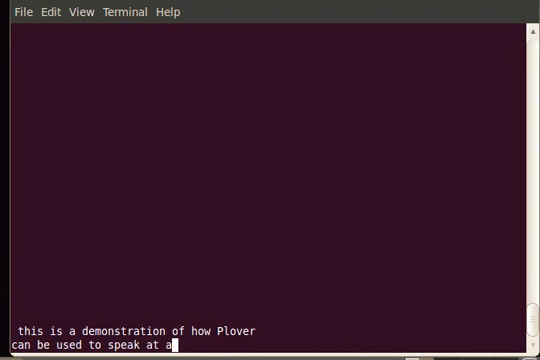 File Edit View Terminal Help
this is a demonstration of how Plover
can be used to speak at a